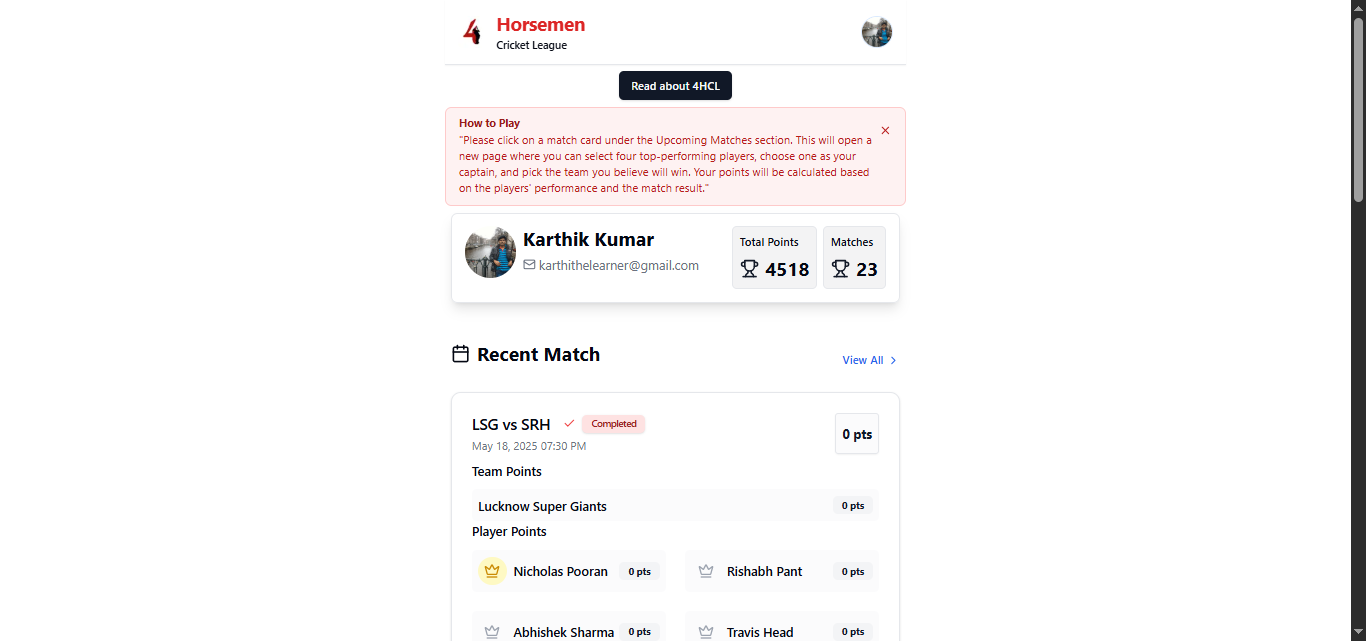 4 Horsemen
Cricket League
Read about 4HCL
How to Play
"Please click on a match card under the Upcoming Matches section. This will open a
new page where you can select four top-performing players, choose one as your
captain, and pick the team you believe will win. Your points will be calculated based
on the players' performance and the match result."
Karthik Kumar
karthithelearner@gmail.com
Total Points
4518
Matches
23
Recent Match
View All
LSG vs SRH
Completed
0 pts
May 18, 2025 07:30 PM
Team Points
Lucknow Super Giants 0 pts
Player Points
Nicholas Pooran 0 pts
Rishabh Pant 0 pts
Abhishek Sharma 0 pts
Travis Head 0 pts